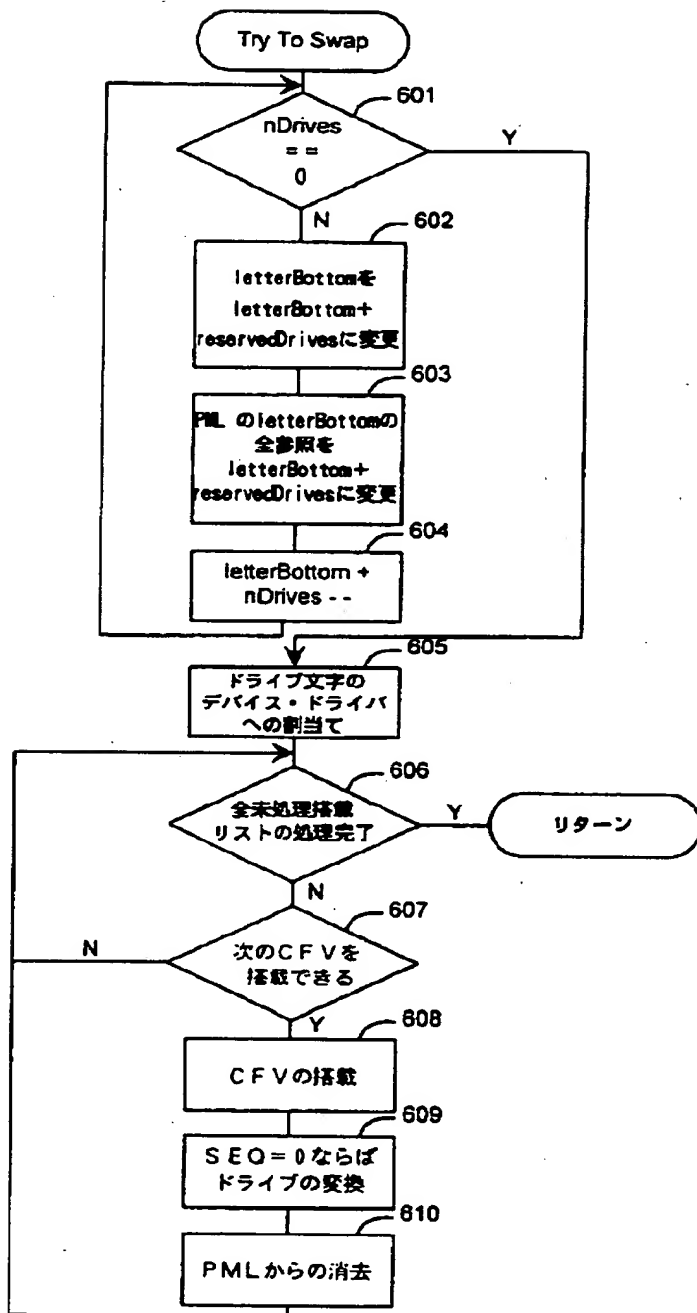 Try To Swap
601
nDrives
==
0
Y
N
602
letterBottomを
letterBottom+
reservedDrivesに変更
603
PML のletterBottomの
全参照を
letterBottom+
reservedDrivesに変更
604
letterBottom +
nDrives - -
605
ドライブ文字の
デバイス・ドライバ
への割当て
606
全未処理搭載
リストの処理完了
Y
リターン
N
607
次のCFVを
搭載できる
N
Y
608
CFVの搭載
609
SEQ=0ならば
ドライブの変換
610
PMLからの消去